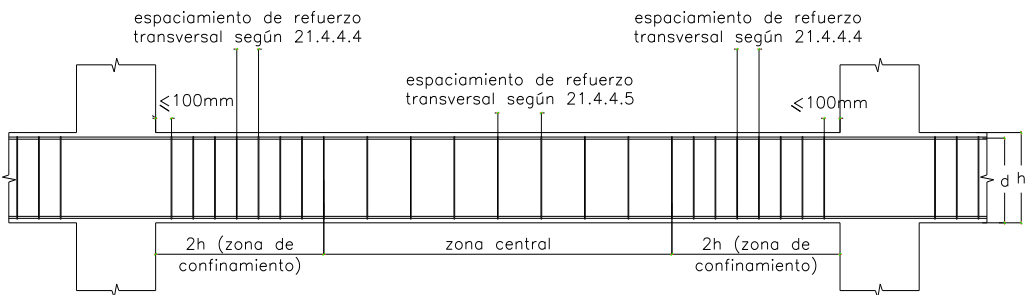 espaciamiento de refuerzo
transversal según 21.4.4.4
espaciamiento de refuerzo
transversal según 21.4.4.4
espaciamiento de refuerzo
transversal según 21.4.4.5
≤100mm
≤100mm
d
h
2h (zona de
confinamiento)
zona central
2h (zona de
confinamiento)